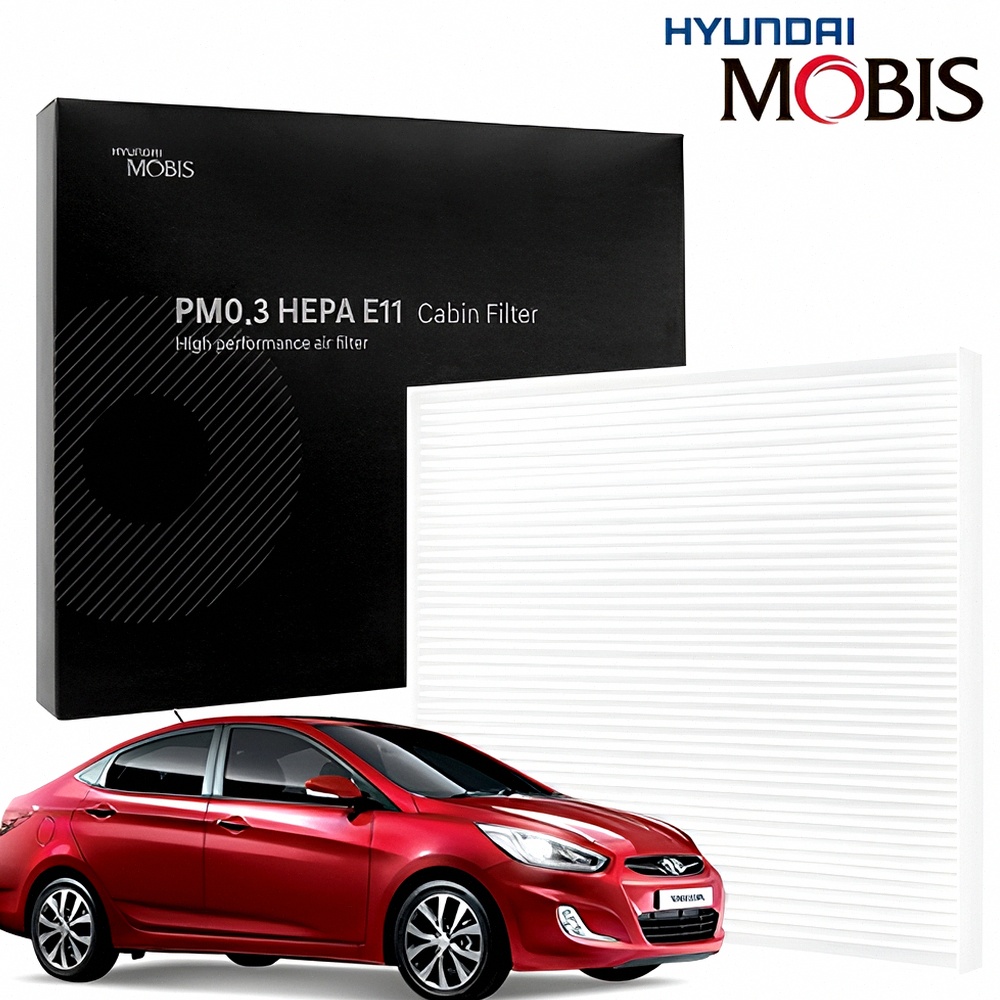 HYUNDAI
MOBIS
HYUNDAI
MOBIS
PM0.3 HEPA E11 Cabin Filter
High performance air filter